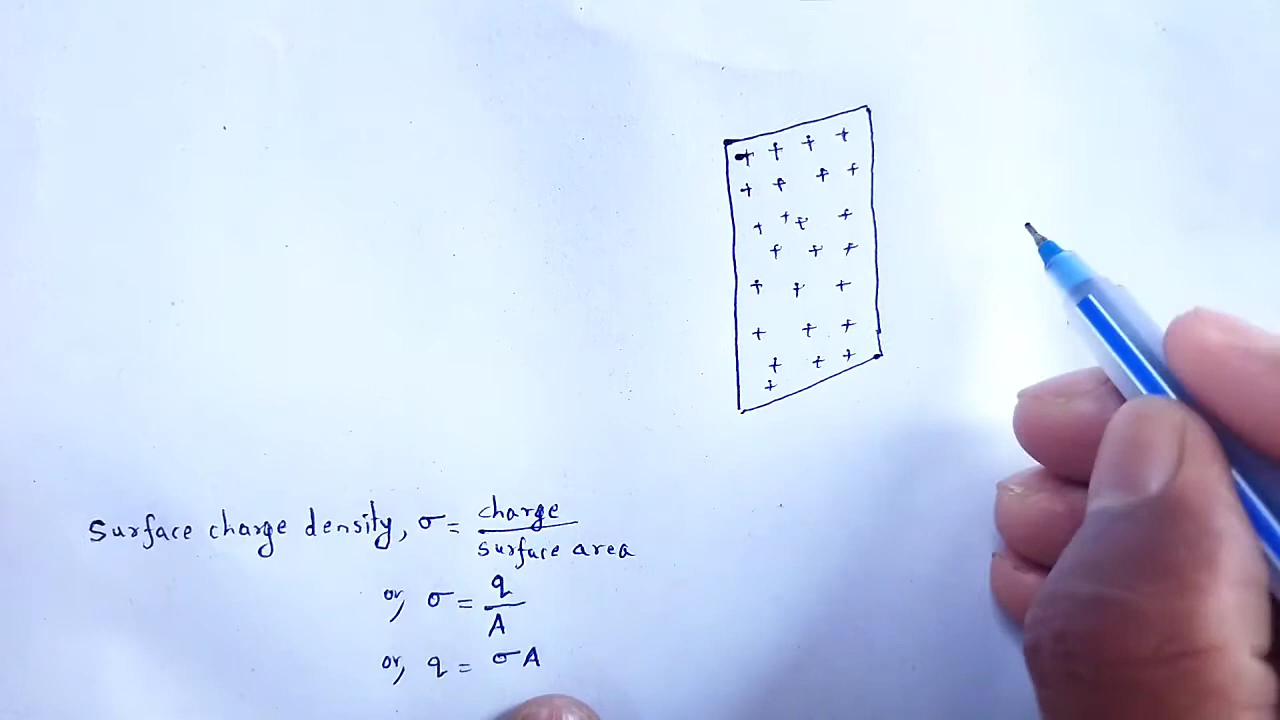 + + + +
+ + + +
+ + + +
+ + +
+ + +
+ + +
+ + +
+
surface charge density, σ = charge / surface area
or, σ = q / A
or, q = σA